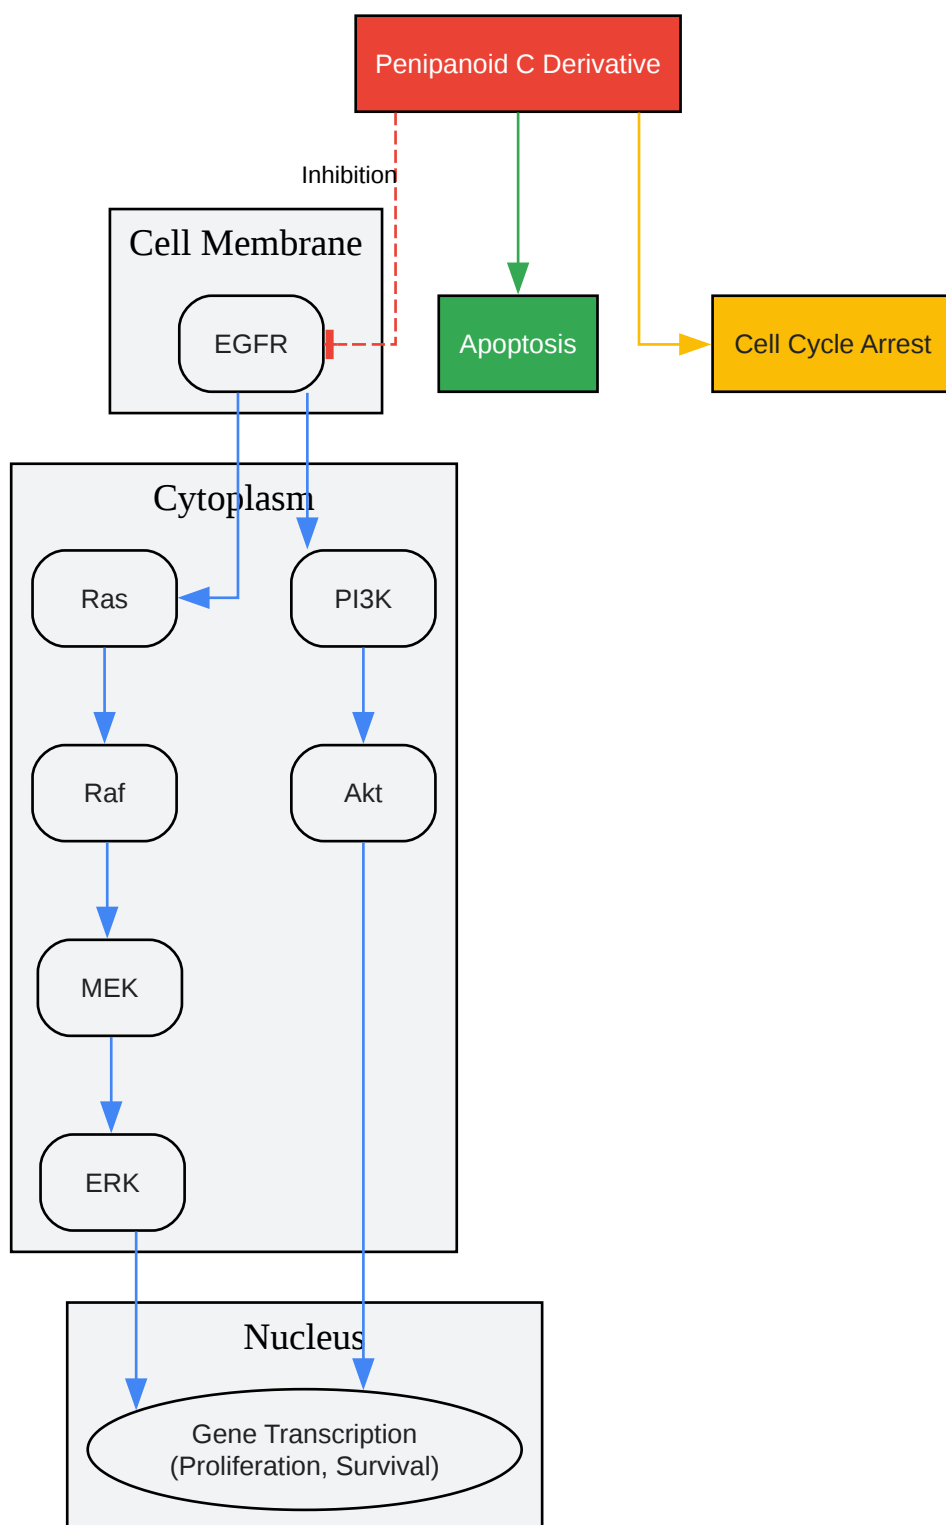 Penipanoid C Derivative
Inhibition
Cell Membrane
EGFR
Apoptosis
Cell Cycle Arrest
Cytoplasm
Ras
PI3K
Raf
Akt
MEK
ERK
Nucleus
Gene Transcription
(Proliferation, Survival)